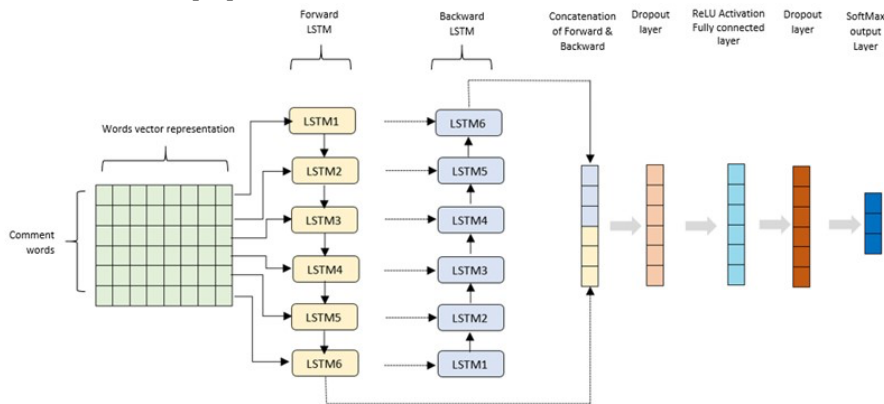 Forward
LSTM
Backward
LSTM
Concatenation
of Forward &
Backward
Dropout
layer
ReLU Activation
Fully connected
layer
Dropout
layer
SoftMax
output
Layer
Words vector representation
Comment
words
LSTM1
LSTM2
LSTM3
LSTM4
LSTM5
LSTM6
LSTM6
LSTM5
LSTM4
LSTM3
LSTM2
LSTM1